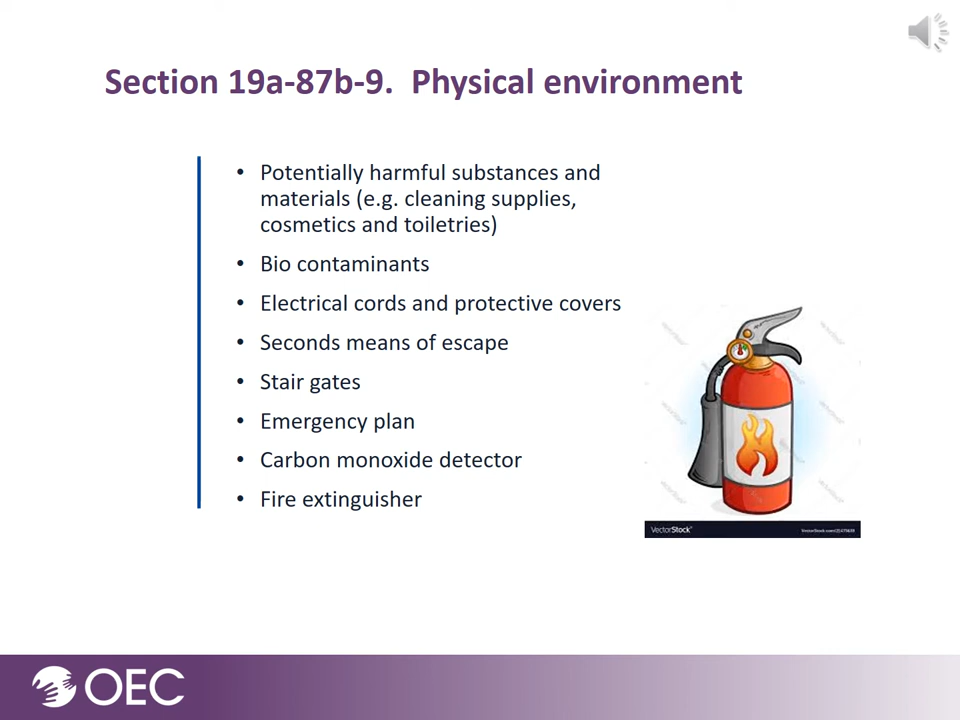 Section 19a-87b-9.  Physical environment
• Potentially harmful substances and
materials (e.g. cleaning supplies,
cosmetics and toiletries)
• Bio contaminants
• Electrical cords and protective covers
• Seconds means of escape
• Stair gates
• Emergency plan
• Carbon monoxide detector
• Fire extinguisher
VectorStock®
OEC